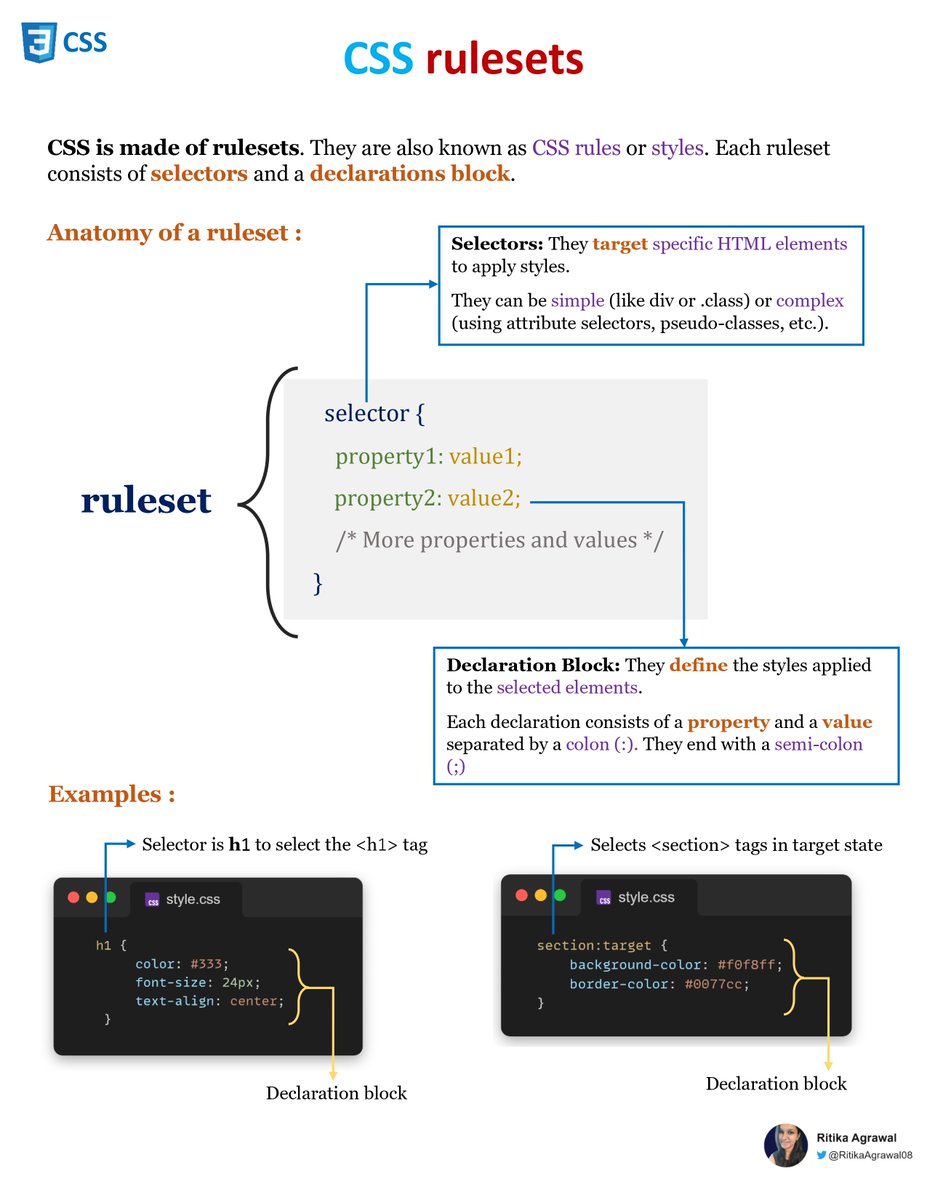 CSS
CSS rulesets
CSS is made of rulesets. They are also known as CSS rules or styles. Each ruleset
consists of selectors and a declarations block.
Anatomy of a ruleset :
Selectors: They target specific HTML elements
to apply styles.
They can be simple (like div or .class) or complex
(using attribute selectors, pseudo-classes, etc.).
ruleset
selector {
property1: value1;
property2: value2;
/* More properties and values */
}
Declaration Block: They define the styles applied
to the selected elements.
Each declaration consists of a property and a value
separated by a colon (:). They end with a semi-colon
(;)
Examples :
Selector is h1 to select the <h1> tag
style.css
h1 {
color: #333;
font-size: 24px;
text-align: center;
}
Declaration block
Selects <section> tags in target state
style.css
section:target {
background-color: #f0f8ff;
border-color: #0077cc;
}
Declaration block
Ritika Agrawal
@RitikaAgrawal08